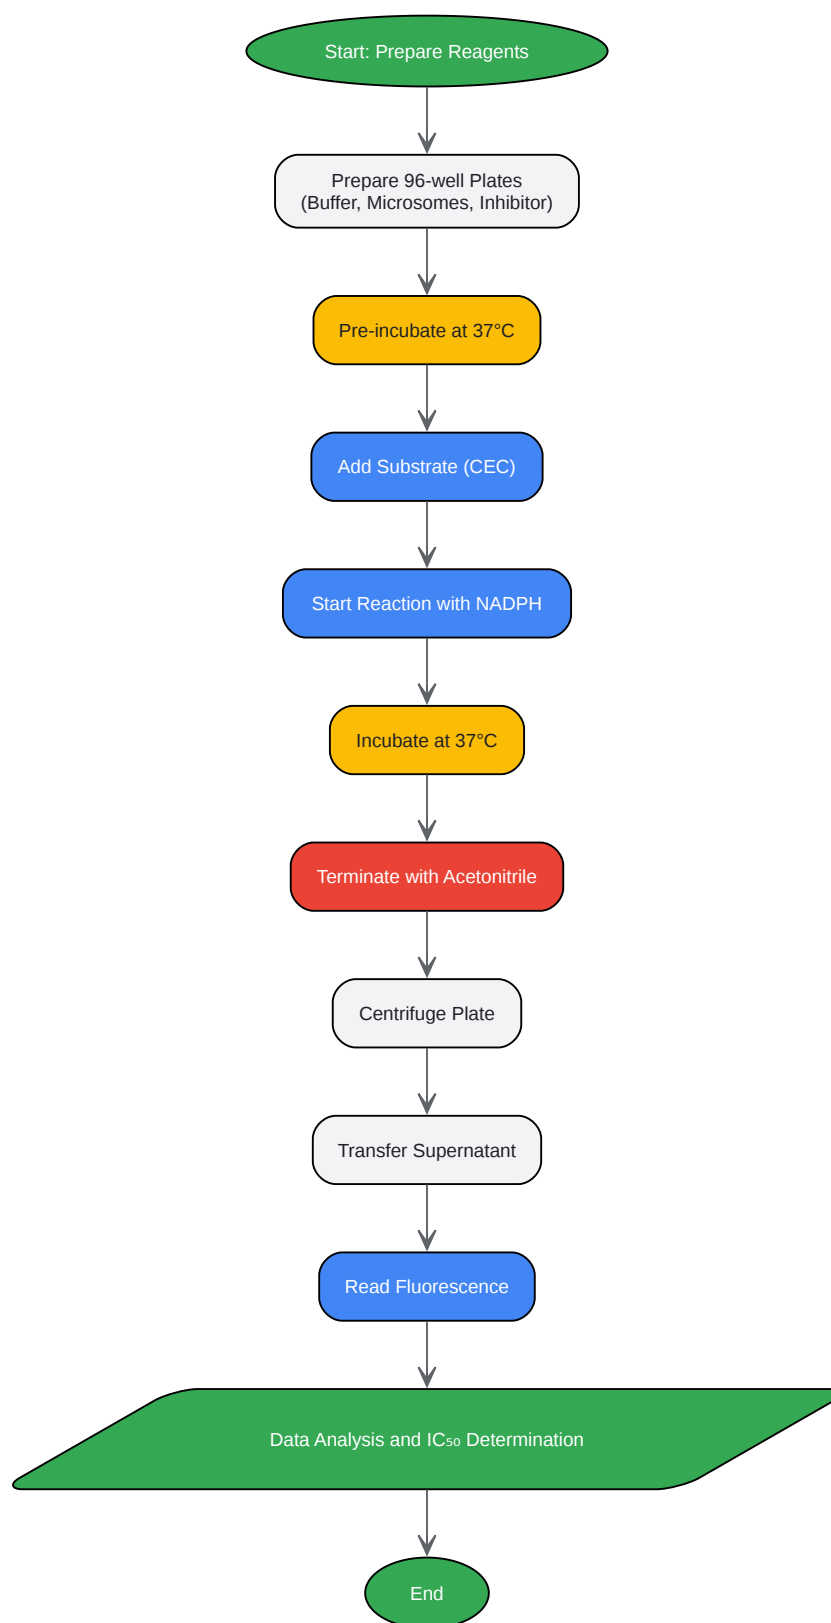 Start: Prepare Reagents
Prepare 96-well Plates
(Buffer, Microsomes, Inhibitor)
Pre-incubate at 37°C
Add Substrate (CEC)
Start Reaction with NADPH
Incubate at 37°C
Terminate with Acetonitrile
Centrifuge Plate
Transfer Supernatant
Read Fluorescence
Data Analysis and IC₅₀ Determination
End